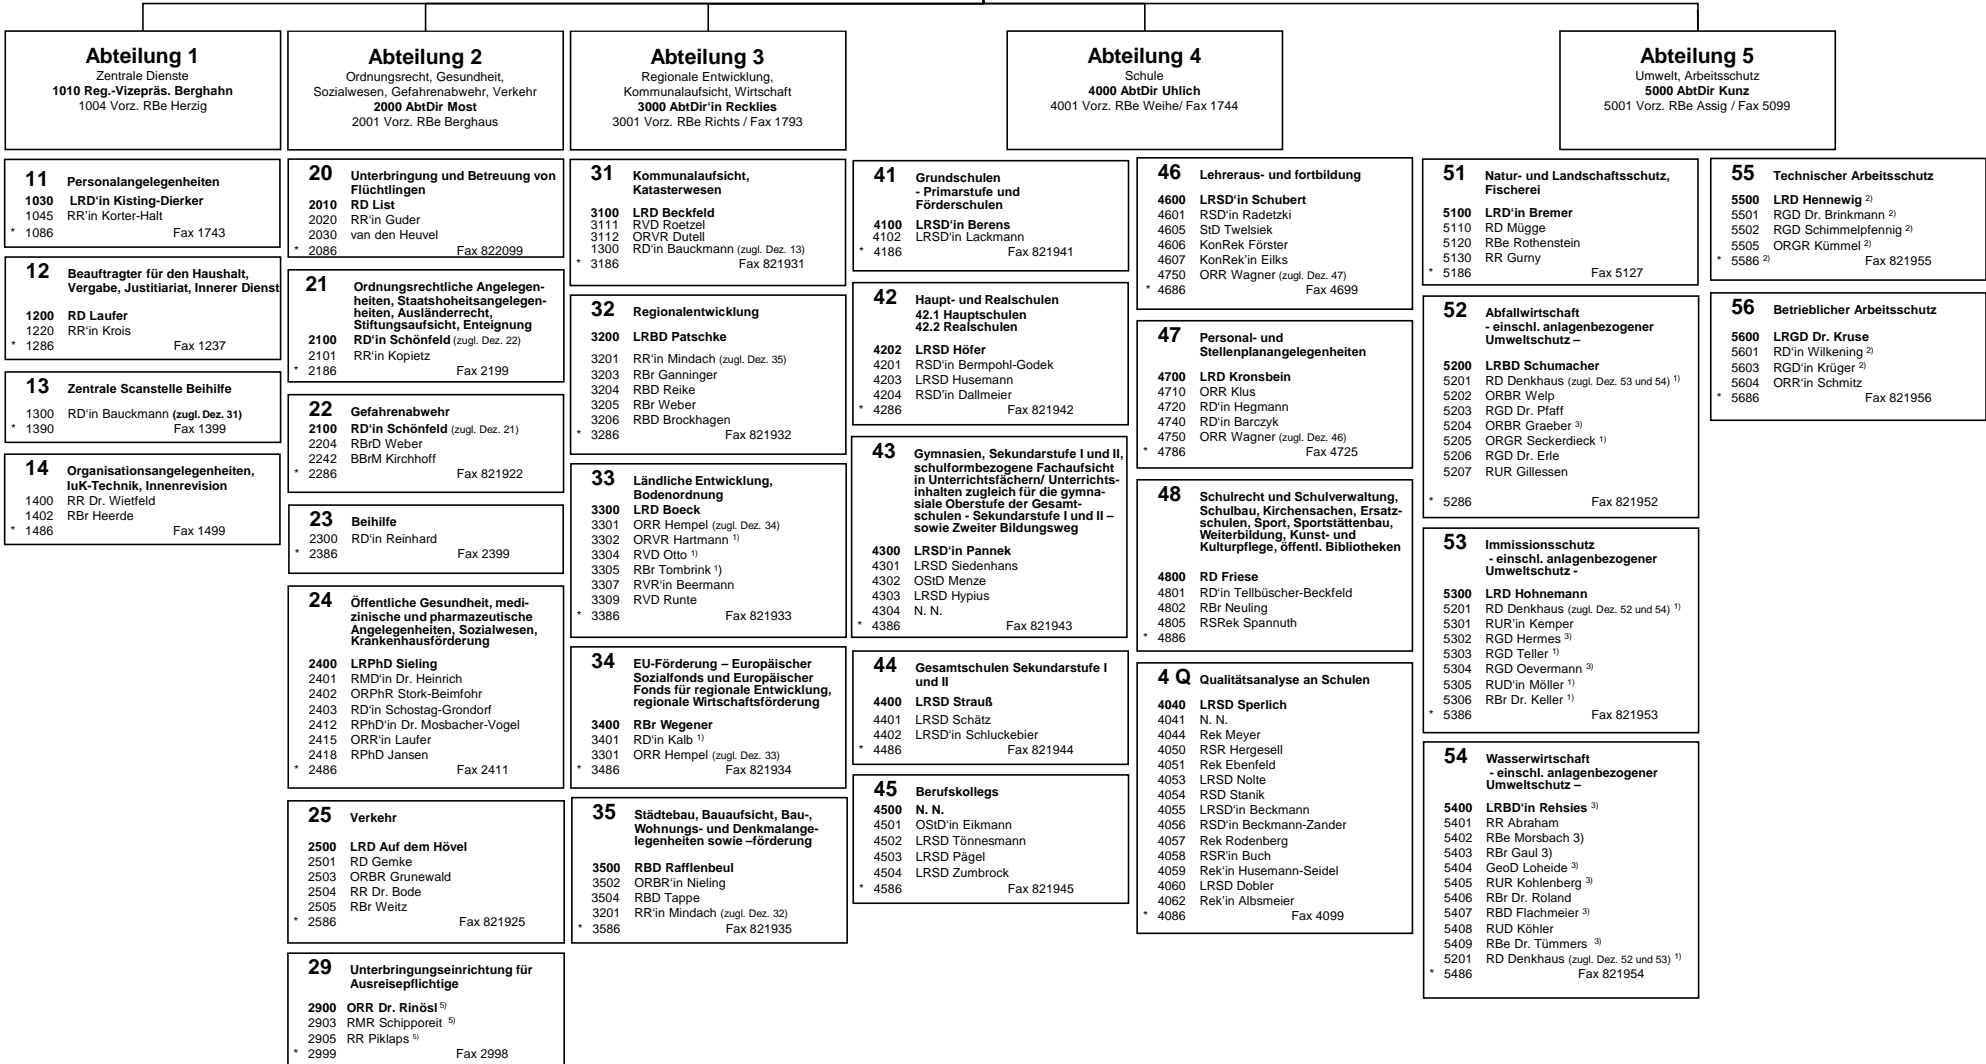 Abteilung 1
Zentrale Dienste
1010 Reg.-Vizepräs. Berghahn
1004 Vorz. RBe Herzig
11 Personalangelegenheiten
1030 LRD‘in Kisting-Dierker
1045 RR’in Korter-Halt
* 1086 Fax 1743
12 Beauftragter für den Haushalt,
Vergabe, Justitiariat, Innerer Dienst
1200 RD Laufer
1220 RR’in Krois
* 1286 Fax 1237
13 Zentrale Scanstelle Beihilfe
1300 RD‘in Bauckmann (zugl. Dez. 31)
* 1390 Fax 1399
14 Organisationsangelegenheiten,
IuK-Technik, Innenrevision
1400 RR Dr. Wietfeld
1402 RBr Heerde
* 1486 Fax 1499
Abteilung 2
Ordnungsrecht, Gesundheit,
Sozialwesen, Gefahrenabwehr, Verkehr
2000 AbtDir Most
2001 Vorz. RBe Berghaus
20 Unterbringung und Betreuung von
Flüchtlingen
2010 RD List
2020 RR‘in Guder
2030 van den Heuvel
* 2086 Fax 822099
21 Ordnungsrechtliche Angelegen-
heiten, Staatshoheitsangelegen-
heiten, Ausländerrecht,
Stiftungsaufsicht, Enteignung
2100 RD‘in Schönfeld (zugl. Dez. 22)
2101 RR‘in Kopietz
* 2186 Fax 2199
22 Gefahrenabwehr
2100 RD‘in Schönfeld (zugl. Dez. 21)
2204 RBrD Weber
2242 BBrM Kirchhoff
* 2286 Fax 821922
23 Beihilfe
2300 RD‘in Reinhard
* 2386 Fax 2399
24 Öffentliche Gesundheit, medi-
zinische und pharmazeutische
Angelegenheiten, Sozialwesen,
Krankenhausförderung
2400 LRPhD Sieling
2401 RMD‘in Dr. Heinrich
2402 ORPhR Stork-Beimfohr
2403 RD‘in Schostag-Grondorf
2412 RPhD‘in Dr. Mosbacher-Vogel
2415 ORR‘in Laufer
2418 RPhD Jansen
* 2486 Fax 2411
25 Verkehr
2500 LRD Auf dem Hövel
2501 RD Gemke
2503 ORBR Grunewald
2504 RR Dr. Bode
2505 RBr Weitz
* 2586 Fax 821925
29 Unterbringungseinrichtung für
Ausreisepflichtige
2900 ORR Dr. Rinösl 5)
2903 RMR Schipporeit 5)
2905 RR Piklaps 5)
* 2999 Fax 2998
Abteilung 3
Regionale Entwicklung,
Kommunalaufsicht, Wirtschaft
3000 AbtDir’in Recklies
3001 Vorz. RBe Richts / Fax 1793
31 Kommunalaufsicht,
Katasterwesen
3100 LRD Beckfeld
3111 RVD Roetzel
3112 ORVR Dutell
1300 RD‘in Bauckmann (zugl. Dez. 13)
* 3186 Fax 821931
32 Regionalentwicklung
3200 LRBD Patschke
3201 RR‘in Mindach (zugl. Dez. 35)
3203 RBr Ganninger
3204 RBD Reike
3205 RBr Weber
3206 RBD Brockhagen
* 3286 Fax 821932
33 Ländliche Entwicklung,
Bodenordnung
3300 LRD Boeck
3301 ORR Hempel (zugl. Dez. 34)
3302 ORVR Hartmann 1)
3304 RVD Otto 1)
3305 RBr Tombrink 1)
3307 RVR‘in Beermann
3309 RVD Runte
* 3386 Fax 821933
34 EU-Förderung – Europäischer
Sozialfonds und Europäischer
Fonds für regionale Entwicklung,
regionale Wirtschaftsförderung
3400 RBr Wegener
3401 RD‘in Kalb 1)
3301 ORR Hempel (zugl. Dez. 33)
* 3486 Fax 821934
35 Städtebau, Bauaufsicht, Bau-,
Wohnungs- und Denkmalange-
legenheiten sowie –förderung
3500 RBD Rafflenbeul
3502 ORBR‘in Nieling
3504 RBD Tappe
3201 RR‘in Mindach (zugl. Dez. 32)
* 3586 Fax 821935
Abteilung 4
Schule
4000 AbtDir Uhlich
4001 Vorz. RBe Weihe/ Fax 1744
41 Grundschulen
- Primarstufe und
Förderschulen
4100 LRSD‘in Berens
4102 LRSD‘in Lackmann
* 4186 Fax 821941
42 Haupt- und Realschulen
42.1 Hauptschulen
42.2 Realschulen
4202 LRSD Höfer
4201 RSD‘in Bermpohl-Godek
4203 LRSD Husemann
4204 RSD‘in Dallmeier
* 4286 Fax 821942
43 Gymnasien, Sekundarstufe I und II,
schulformbezogene Fachaufsicht
in Unterrichtsfächern/ Unterrichts-
inhalten zugleich für die gymna-
siale Oberstufe der Gesamt-
schulen - Sekundarstufe I und II –
sowie Zweiter Bildungsweg
4300 LRSD‘in Pannek
4301 LRSD Siedenhans
4302 OStD Menze
4303 LRSD Hypius
4304 N. N.
* 4386 Fax 821943
44 Gesamtschulen Sekundarstufe I
und II
4400 LRSD Strauß
4401 LRSD Schätz
4402 LRSD‘in Schluckebier
* 4486 Fax 821944
45 Berufskollegs
4500 N. N.
4501 OStD‘in Eikmann
4502 LRSD Tönnesmann
4503 LRSD Pägel
4504 LRSD Zumbrock
* 4586 Fax 821945
46 Lehreraus- und fortbildung
4600 LRSD‘in Schubert
4601 RSD‘in Radetzki
4605 StD Twelsiek
4606 KonRek Förster
4607 KonRek’in Eilks
4750 ORR Wagner (zugl. Dez. 47)
* 4686 Fax 4699
47 Personal- und
Stellenplanangelegenheiten
4700 LRD Kronsbein
4710 ORR Klus
4720 RD‘in Hegmann
4740 RD‘in Barczyk
4750 ORR Wagner (zugl. Dez. 46)
* 4786 Fax 4725
48 Schulrecht und Schulverwaltung,
Schulbau, Kirchensachen, Ersatz-
schulen, Sport, Sportstättenbau,
Weiterbildung, Kunst- und
Kulturpflege, öffentl. Bibliotheken
4800 RD Friese
4801 RD‘in Tellbüscher-Beckfeld
4802 RBr Neuling
4805 RSRek Spannuth
* 4886
4 Q Qualitätsanalyse an Schulen
4040 LRSD Sperlich
4041 N. N.
4044 Rek Meyer
4050 RSR Hergesell
4051 Rek Ebenfeld
4053 LRSD Nolte
4054 RSD Stanik
4055 LRSD‘in Beckmann
4056 RSD‘in Beckmann-Zander
4057 Rek Rodenberg
4058 RSR‘in Buch
4059 Rek‘in Husemann-Seidel
4060 LRSD Dobler
4062 Rek‘in Albsmeier
* 4086 Fax 4099
Abteilung 5
Umwelt, Arbeitsschutz
5000 AbtDir Kunz
5001 Vorz. RBe Assig / Fax 5099
51 Natur- und Landschaftsschutz,
Fischerei
5100 LRD‘in Bremer
5110 RD Mügge
5120 RBe Rothenstein
5130 RR Gurny
* 5186 Fax 5127
52 Abfallwirtschaft
- einschl. anlagenbezogener
Umweltschutz –
5200 LRBD Schumacher
5201 RD Denkhaus (zugl. Dez. 53 und 54) 1)
5202 ORBR Welp
5203 RGD Dr. Pfaff
5204 ORBR Graeber 3)
5205 ORGR Seckerdieck 1)
5206 RGD Dr. Erle
5207 RUR Gillessen
* 5286 Fax 821952
53 Immissionsschutz
- einschl. anlagenbezogener
Umweltschutz -
5300 LRD Hohnemann
5201 RD Denkhaus (zugl. Dez. 52 und 54) 1)
5301 RUR’in Kemper
5302 RGD Hermes 3)
5303 RGD Teller 1)
5304 RGD Oevermann 3)
5305 RUD‘in Möller 1)
5306 RBr Dr. Keller 1)
* 5386 Fax 821953
54 Wasserwirtschaft
- einschl. anlagenbezogener
Umweltschutz –
5400 LRBD‘in Rehsies 3)
5401 RR Abraham
5402 RBe Morsbach 3)
5403 RBr Gaul 3)
5404 GeoD Loheide 3)
5405 RUR Kohlenberg 3)
5406 RBr Dr. Roland
5407 RBD Flachmeier 3)
5408 RUD Köhler
5409 RBe Dr. Tümmers 3)
5201 RD Denkhaus (zugl. Dez. 52 und 53) 1)
* 5486 Fax 821954
55 Technischer Arbeitsschutz
5500 LRD Hennewig 2)
5501 RGD Dr. Brinkmann 2)
5502 RGD Schimmelpfennig 2)
5505 ORGR Kümmel 2)
* 5586 2) Fax 821955
56 Betrieblicher Arbeitsschutz
5600 LRGD Dr. Kruse
5601 RD’in Wilkening 2)
5603 RGD‘in Krüger 2)
5604 ORR‘in Schmitz
* 5686 Fax 821956